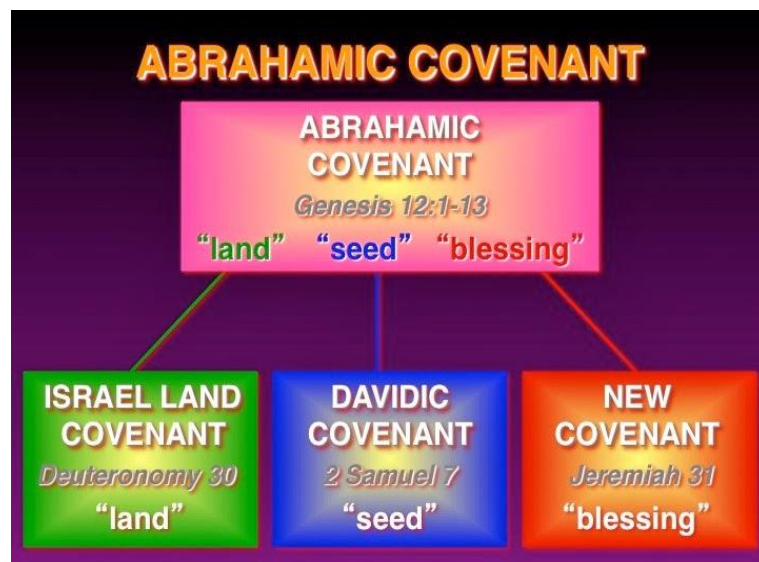 ABRAHAMIC COVENANT
ABRAHAMIC
COVENANT
Genesis 12:1-13
“land” “seed” “blessing”
ISRAEL LAND
COVENANT
Deuteronomy 30
“land”
DAVIDIC
COVENANT
2 Samuel 7
“seed”
NEW
COVENANT
Jeremiah 31
“blessing”